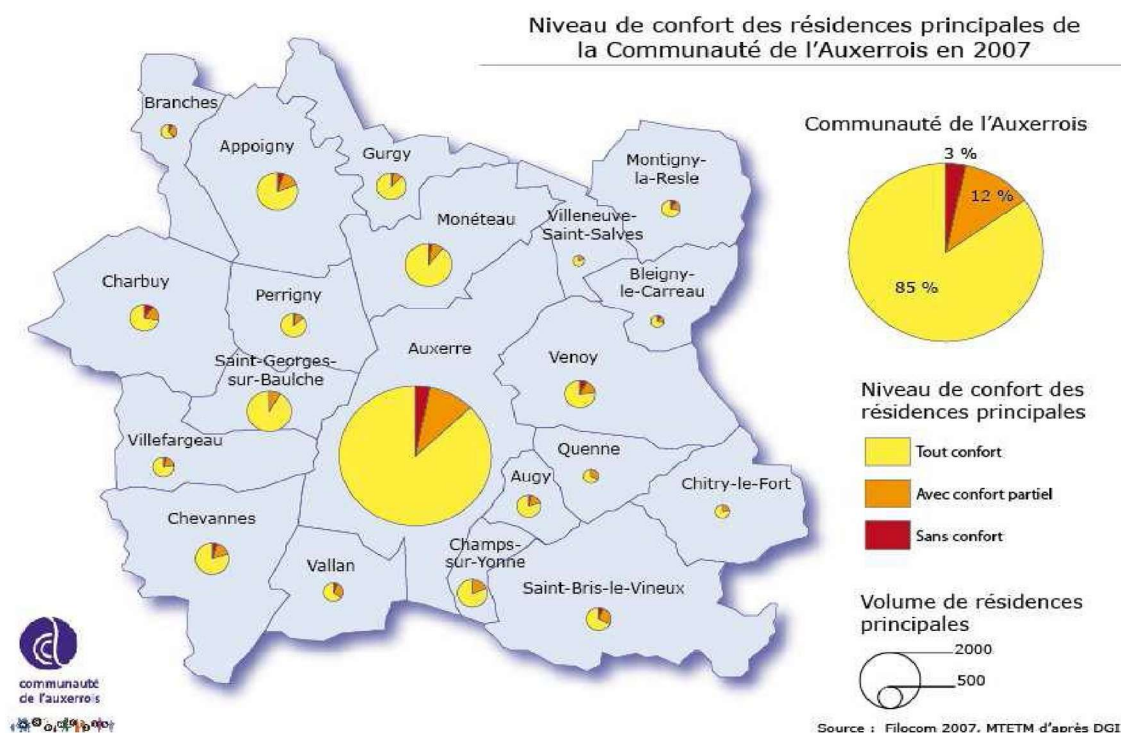 Niveau de confort des résidences principales de
la Communauté de l'Auxerrois en 2007
Branches
Appoigny
Gurgy
Montigny-
la-Resle
Monéteau
Villeneuve-
Saint-Salves
Bleigny-
le-Carreau
Charbuy
Perrigny
Saint-Georges-
sur-Baulche
Auxerre
Venoy
Villefargeau
Quenne
Augy
Chitry-le-Fort
Chevannes
Vallan
Champs-
sur-Yonne
Saint-Bris-le-Vineux
Communauté de l'Auxerrois
3 %
12 %
85 %
Niveau de confort des
résidences principales
Tout confort
Avec confort partiel
Sans confort
Volume de résidences
principales
2000
500
communauté
de l'auxerrois
Source : Filocom 2007, MTETM d'après DGI